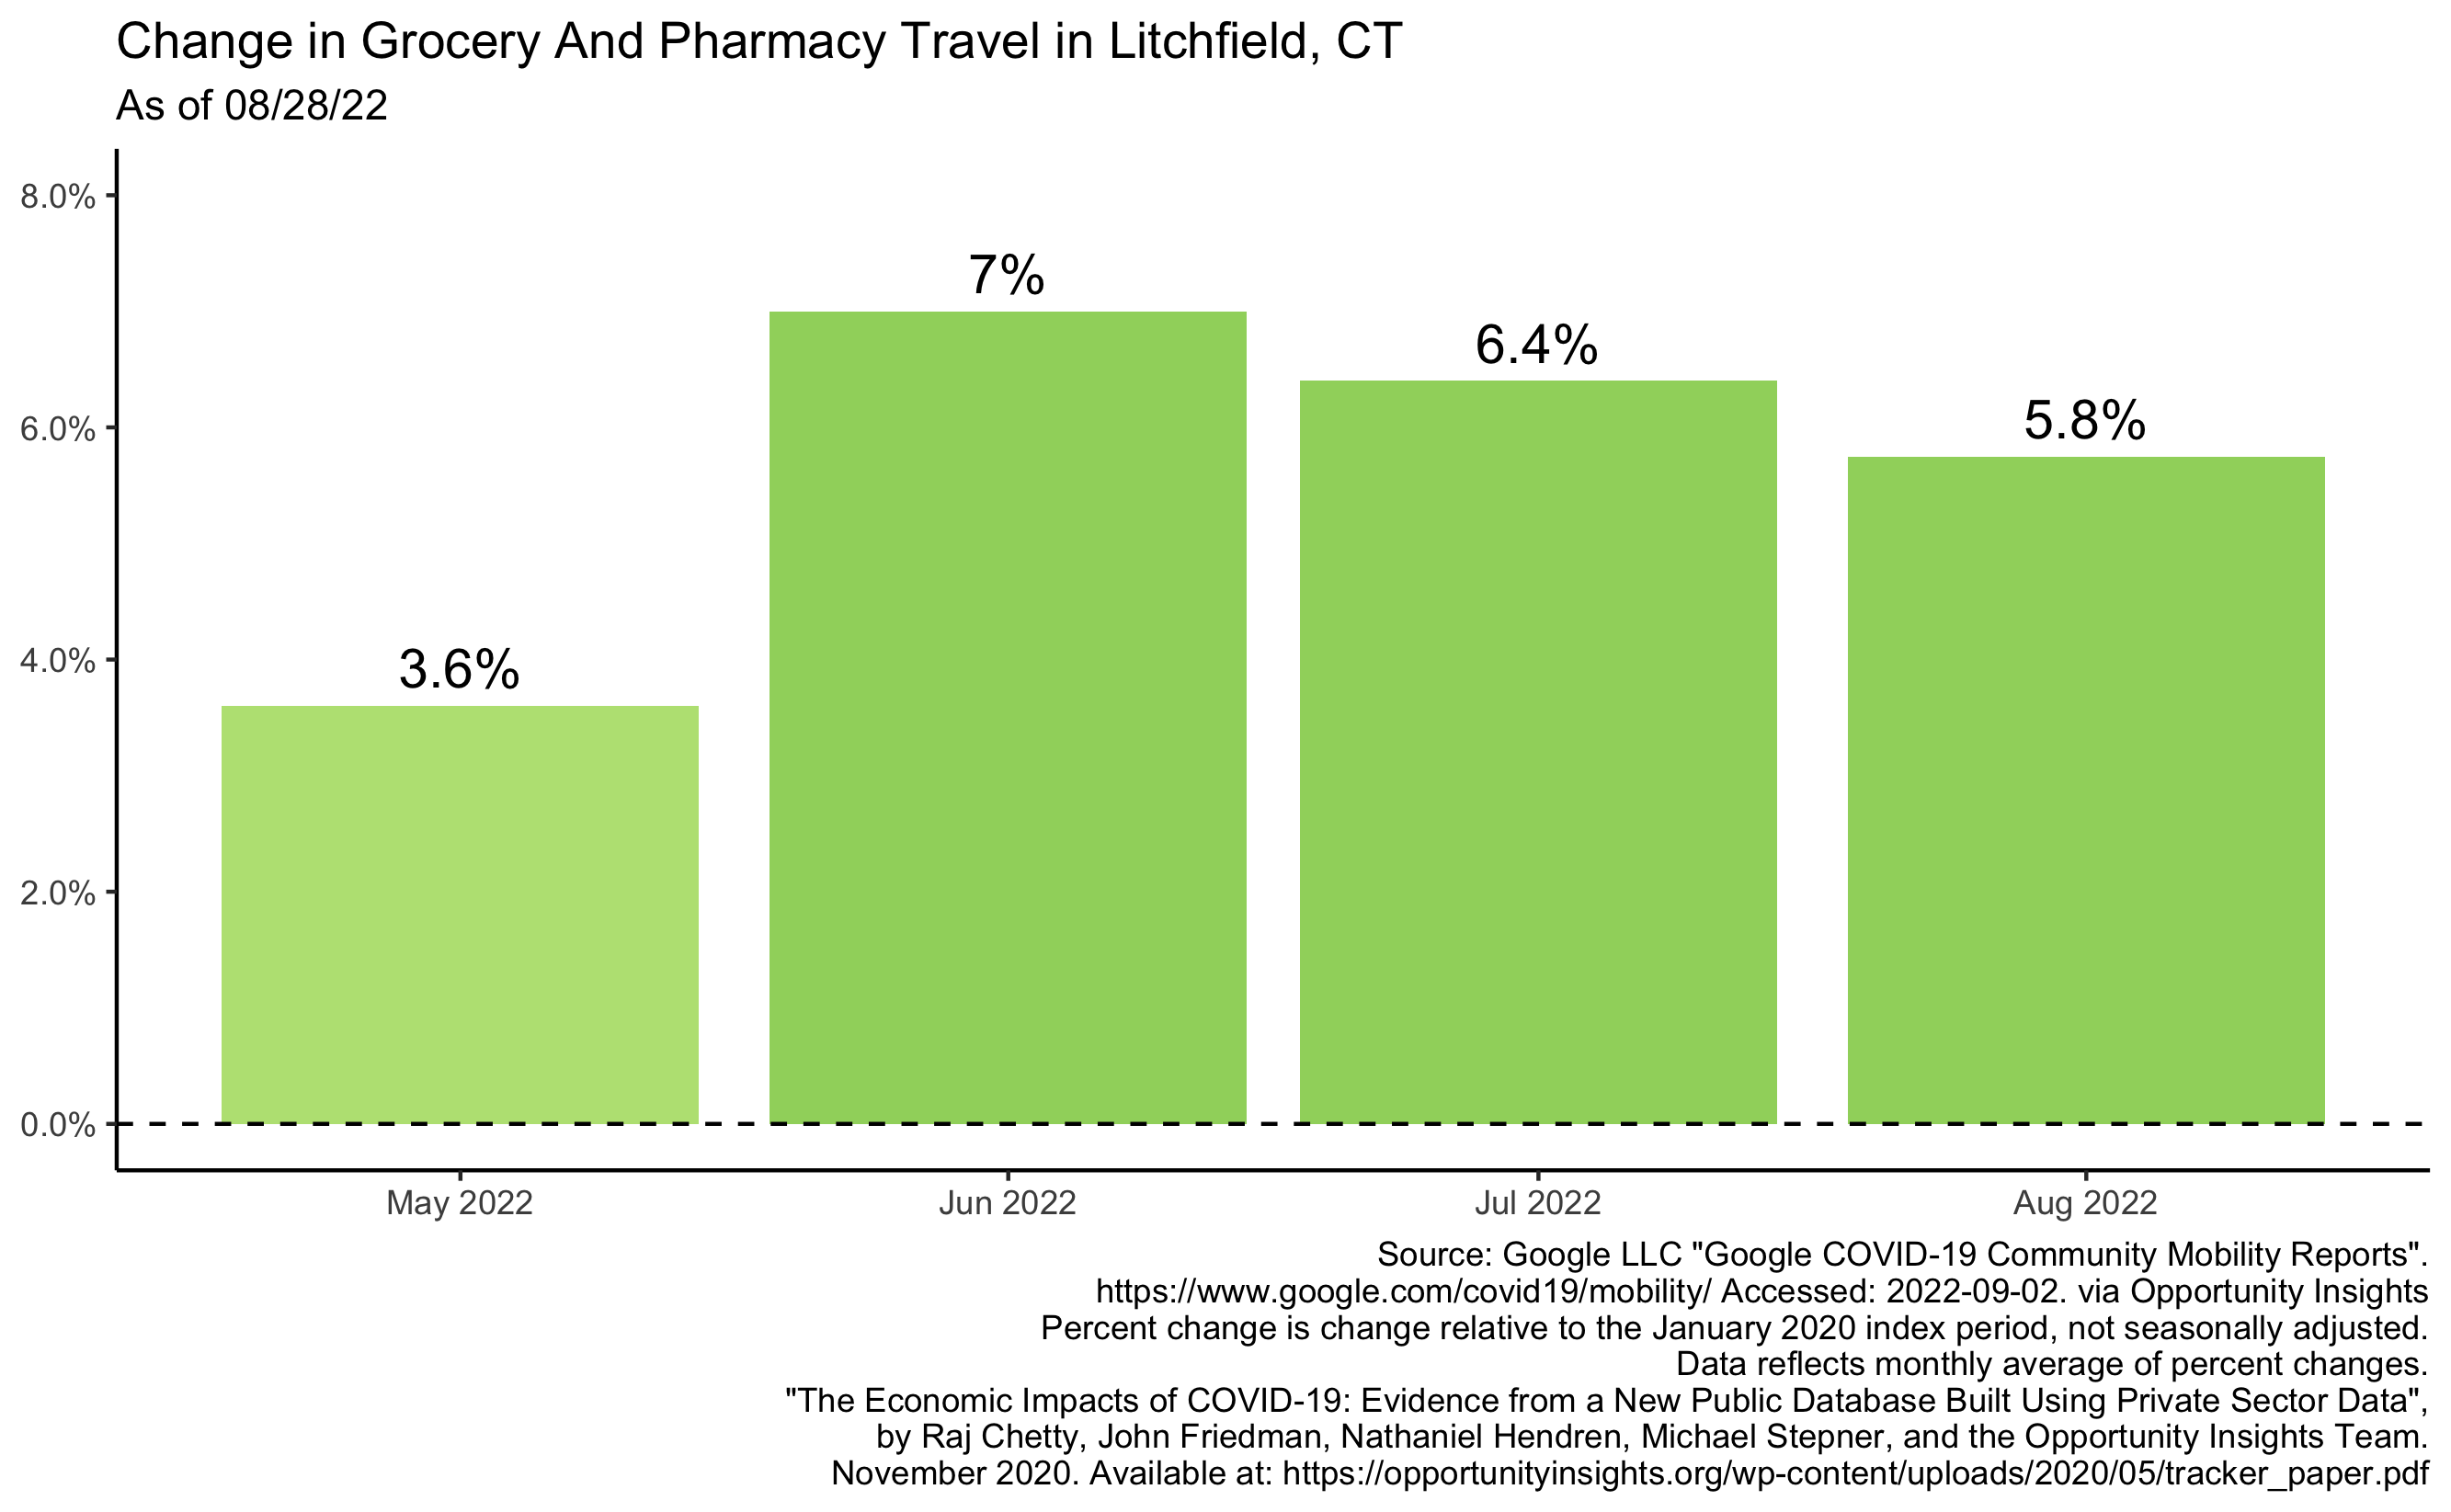 Change in Grocery And Pharmacy Travel in Litchfield, CT
As of 08/28/22
8.0%
6.0%
4.0%
2.0%
0.0%
3.6%
7%
6.4%
5.8%
May 2022
Jun 2022
Jul 2022
Aug 2022
Source: Google LLC "Google COVID-19 Community Mobility Reports".
https://www.google.com/covid19/mobility/ Accessed: 2022-09-02. via Opportunity Insights
Percent change is change relative to the January 2020 index period, not seasonally adjusted.
Data reflects monthly average of percent changes.
"The Economic Impacts of COVID-19: Evidence from a New Public Database Built Using Private Sector Data",
by Raj Chetty, John Friedman, Nathaniel Hendren, Michael Stepner, and the Opportunity Insights Team.
November 2020. Available at: https://opportunityinsights.org/wp-content/uploads/2020/05/tracker_paper.pdf